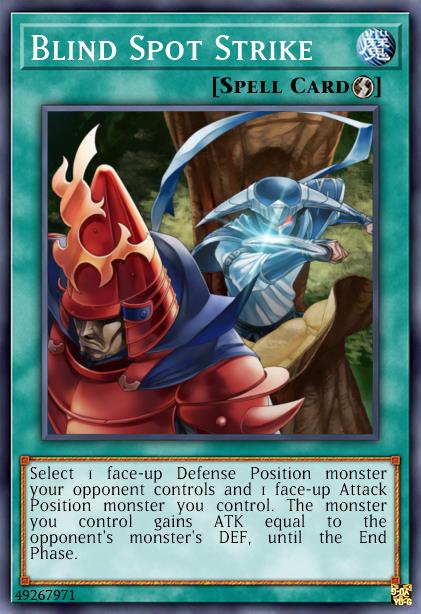 Blind Spot Strike
魔
[Spell Card]
Select 1 face-up Defense Position monster
your opponent controls and 1 face-up Attack
Position monster you control. The monster
you control gains ATK equal to the
opponent's monster's DEF, until the End
Phase.
49267971